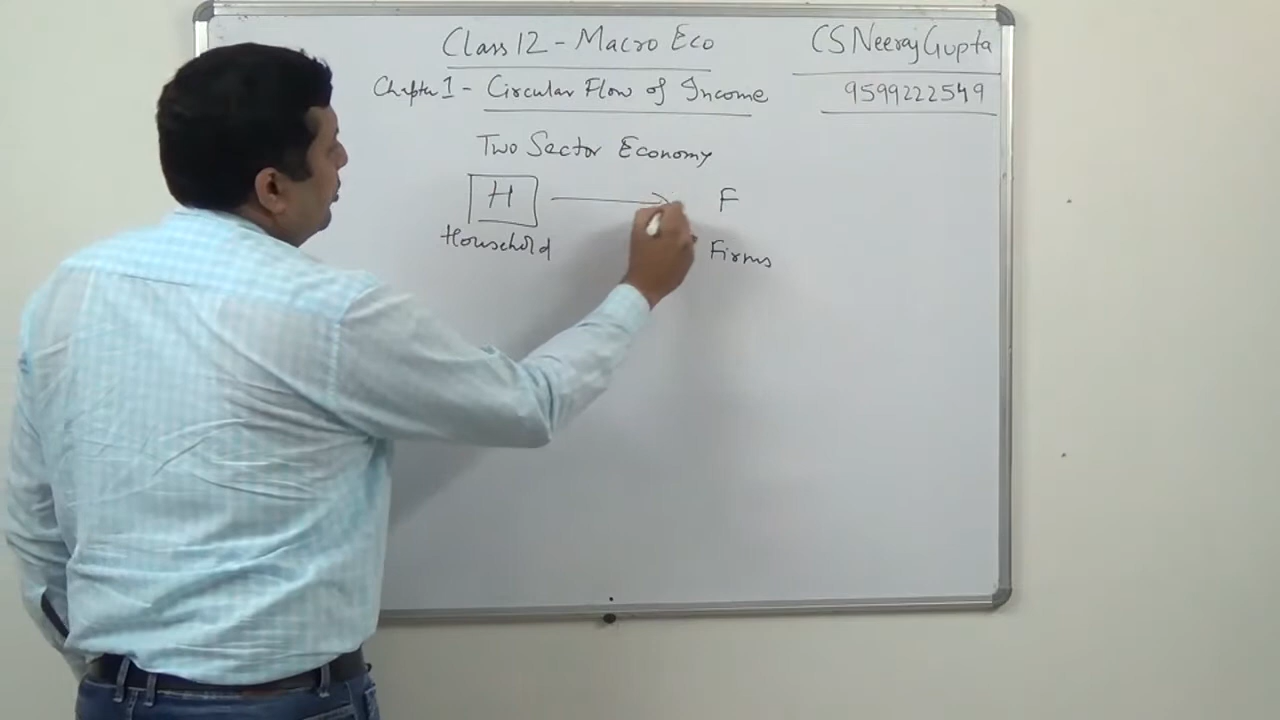 Class 12 - Macro Eco
CS Neeraj Gupta
Chapter 1 - Circular Flow of Income
9599222549
Two Sector Economy
H
F
Household
Firms